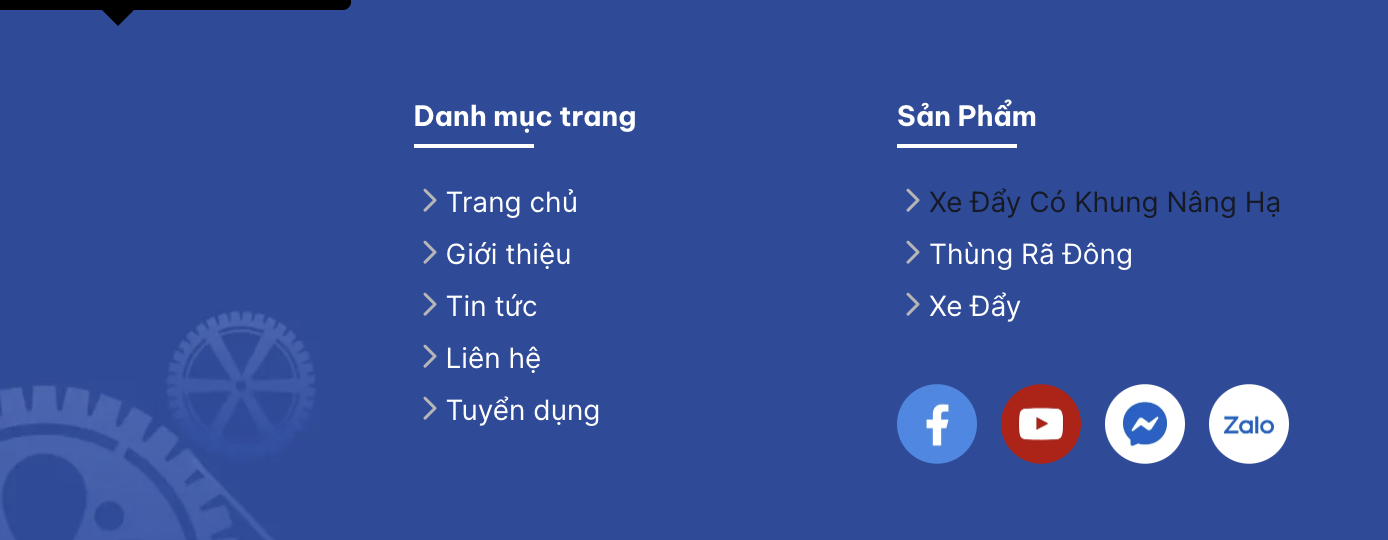 Danh mục trang
Trang chủ
Giới thiệu
Tin tức
Liên hệ
Tuyển dụng
Sản Phẩm
Xe Đẩy Có Khung Nâng Hạ
Thùng Rã Đông
Xe Đẩy
Zalo